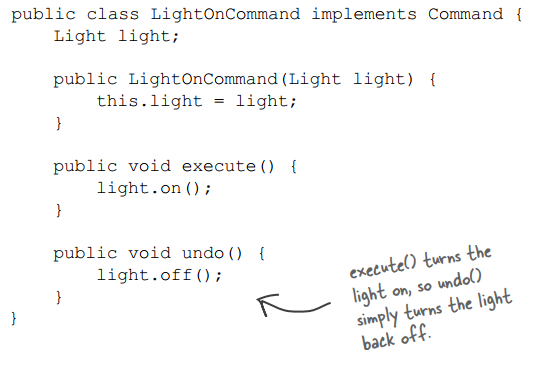 public class LightOnCommand implements Command {
    Light light;

    public LightOnCommand(Light light) {
        this.light = light;
    }

    public void execute() {
        light.on();
    }

    public void undo() {
        light.off();
    }
}
execute() turns the
light on, so undo()
simply turns the light
back off.